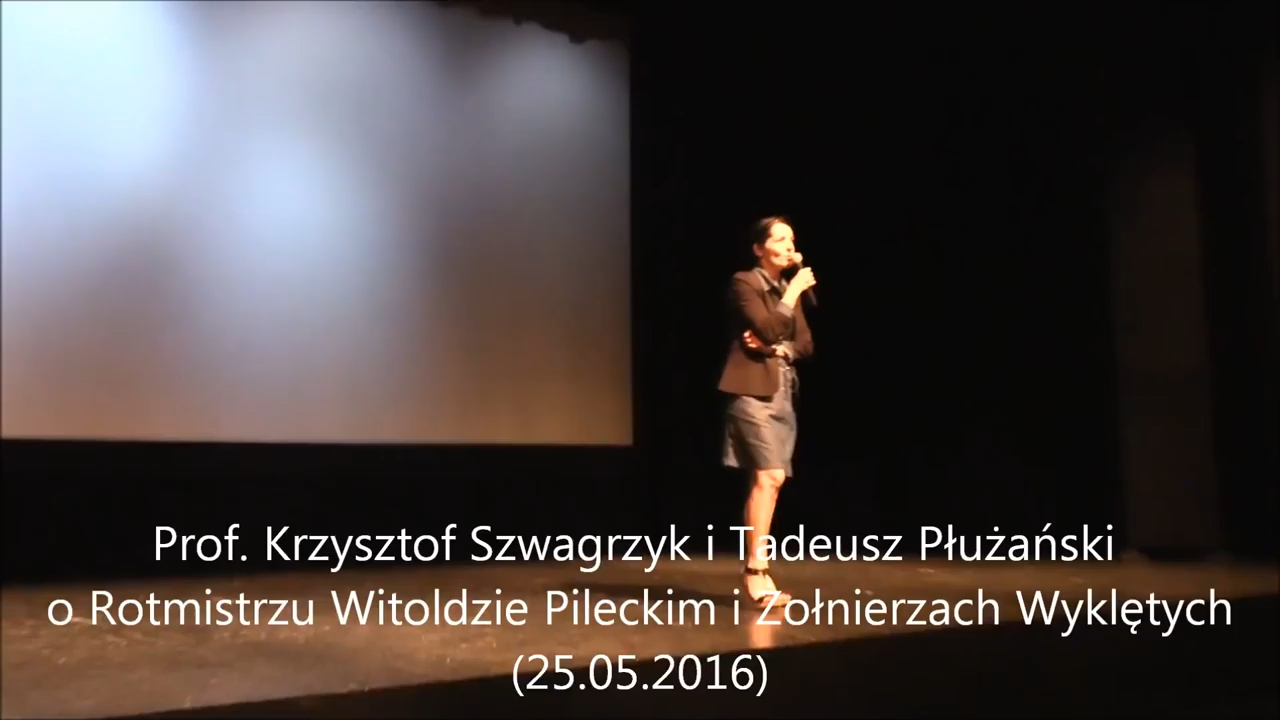 Prof. Krzysztof Szwagrzyk i Tadeusz Płużański
o Rotmistrzu Witoldzie Pileckim i Żołnierzach Wyklętych
(25.05.2016)